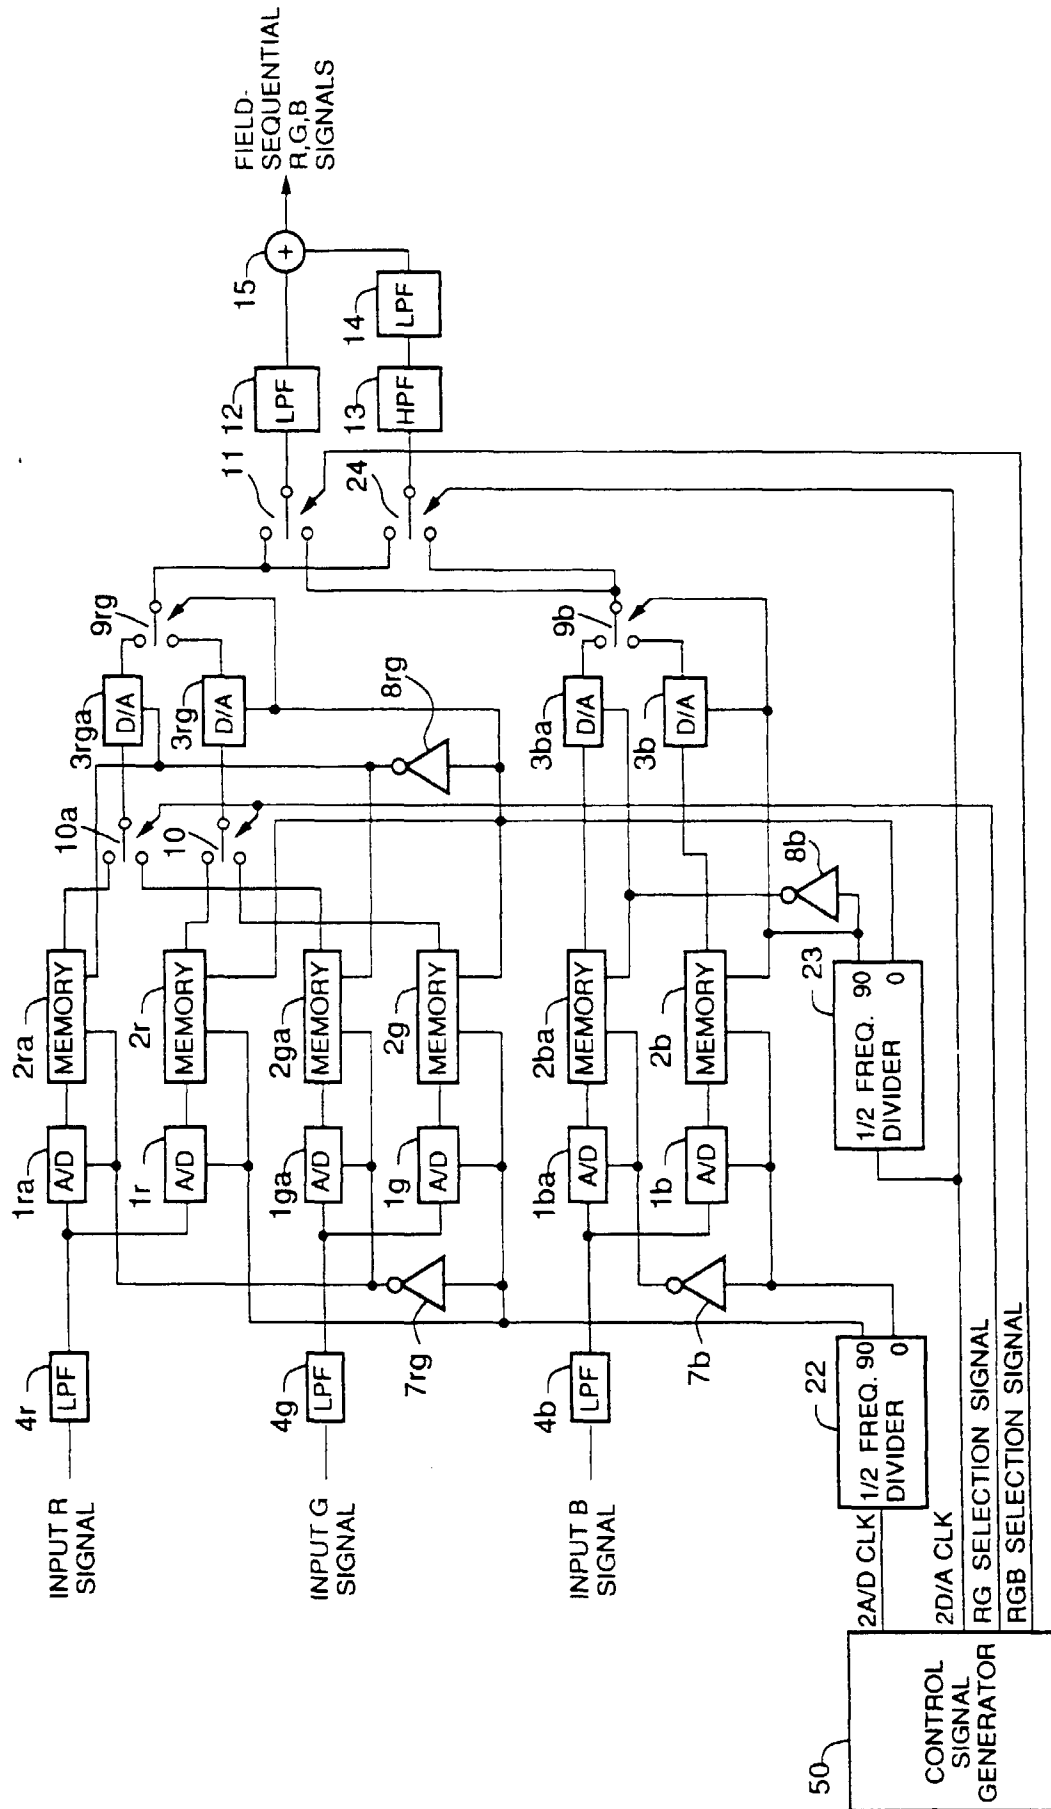 INPUT R
SIGNAL
4r
LPF
1ra
A/D
2ra
MEMORY
10a
3rga
D/A
9rg
1r
A/D
2r
MEMORY
10
3rg
D/A
11
12
LPF
15
+
FIELD-
SEQUENTIAL
R,G,B
SIGNALS
INPUT G
SIGNAL
4g
LPF
1ga
A/D
2ga
MEMORY
24
13
HPF
14
LPF
7rg
1g
A/D
2g
MEMORY
8rg
INPUT B
SIGNAL
4b
LPF
1ba
A/D
2ba
MEMORY
3ba
D/A
9b
7b
1b
A/D
2b
MEMORY
3b
D/A
8b
22
1/2 FREQ.
DIVIDER
90
0
23
1/2 FREQ.
DIVIDER
90
0
50
CONTROL
SIGNAL
GENERATOR
2A/D CLK
2D/A CLK
RG SELECTION SIGNAL
RGB SELECTION SIGNAL